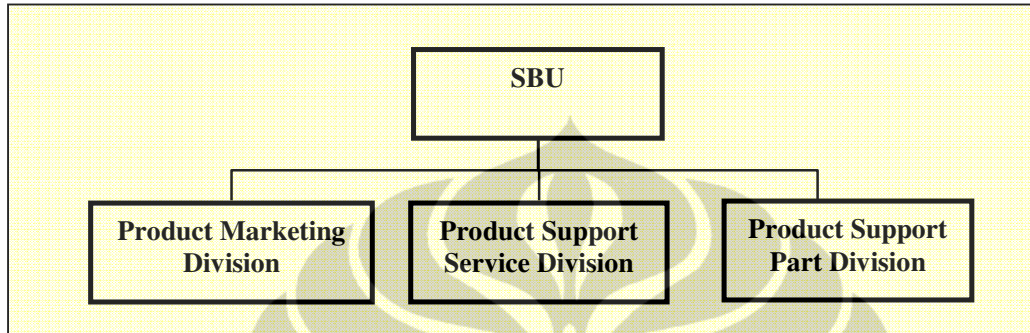 SBU
Product Marketing
Division
Product Support
Service Division
Product Support
Part Division